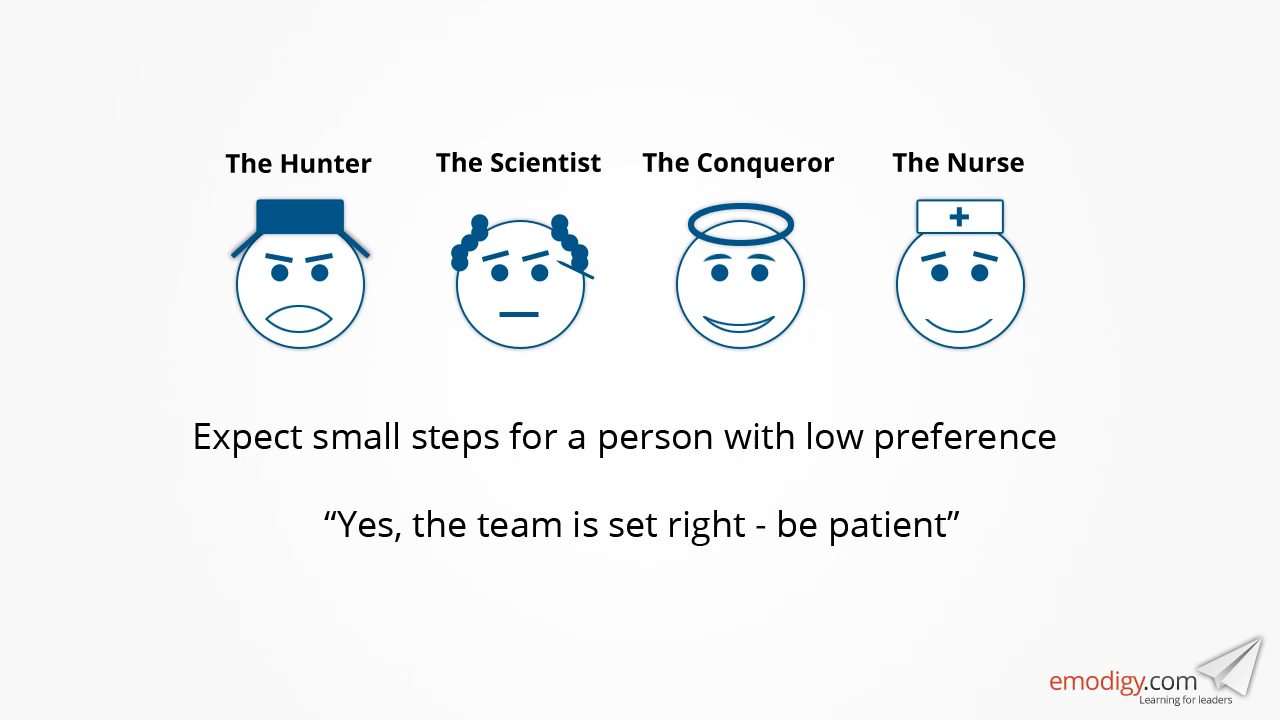 The Hunter The Scientist The Conqueror The Nurse
Expect small steps for a person with low preference
“Yes, the team is set right - be patient”
emodigy.com
Learning for leaders